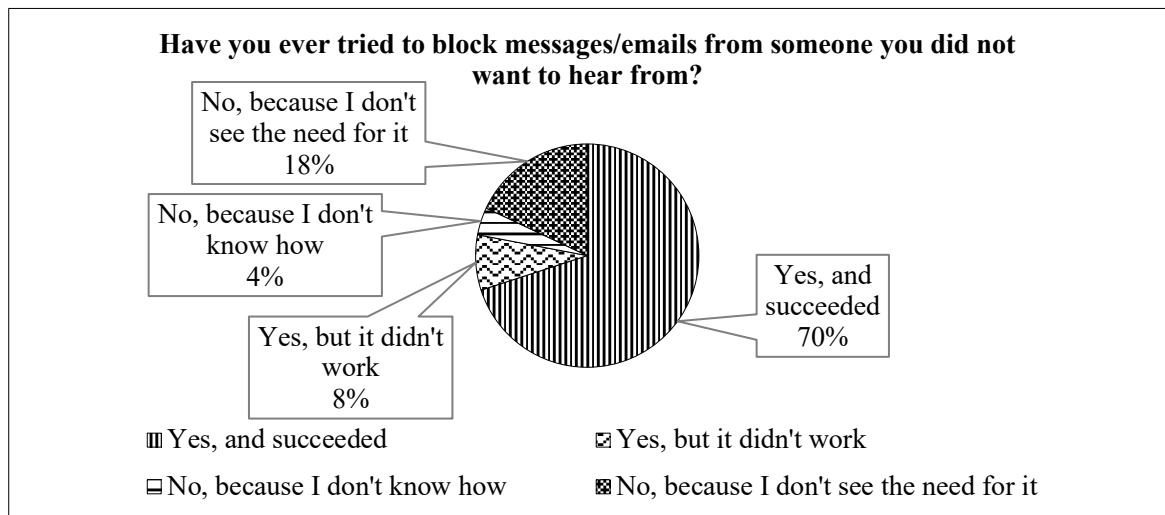 Have you ever tried to block messages/emails from someone you did not
want to hear from?
No, because I don't
see the need for it
18%
No, because I don't
know how
4%
Yes, but it didn't
work
8%
Yes, and
succeeded
70%
Yes, and succeeded
Yes, but it didn't work
No, because I don't know how
No, because I don't see the need for it